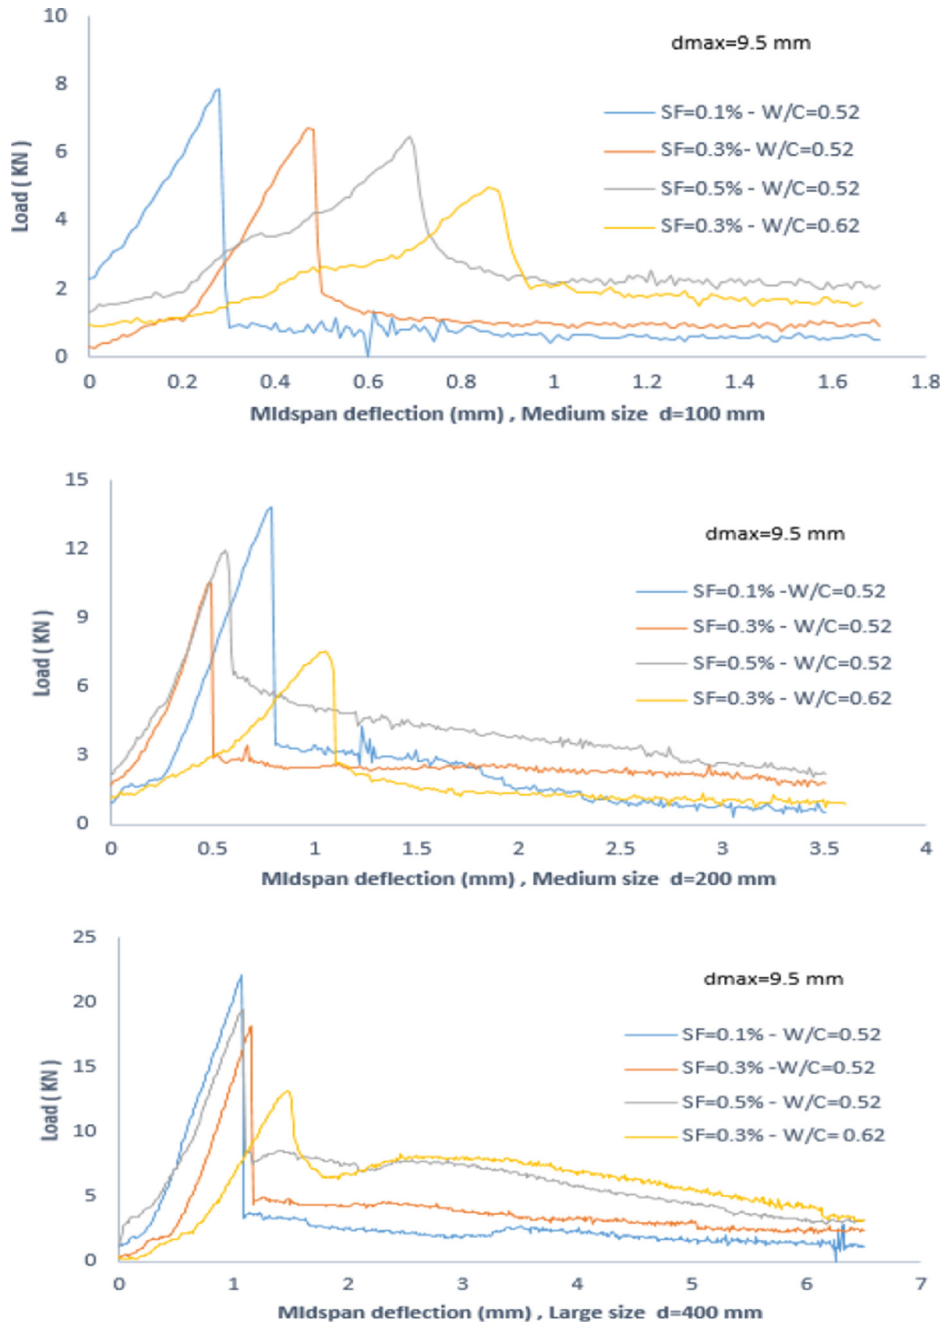 10
8
6
4
2
0
Load ( KN )
dmax=9.5 mm
SF=0.1% - W/C=0.52
SF=0.3%- W/C=0.52
SF=0.5% - W/C=0.52
SF=0.3% - W/C=0.62
0 0.2 0.4 0.6 0.8 1 1.2 1.4 1.6 1.8
MIdspan deflection (mm) , Medium size d=100 mm
15
12
9
6
3
0
Load ( KN )
dmax=9.5 mm
SF=0.1% -W/C=0.52
SF=0.3% - W/C=0.52
SF=0.5% - W/C=0.52
SF=0.3% - W/C=0.62
0 0.5 1 1.5 2 2.5 3 3.5 4
MIdspan deflection (mm) , Medium size d=200 mm
25
20
15
10
5
0
Load ( KN )
dmax=9.5 mm
SF=0.1% - W/C=0.52
SF=0.3% -W/C=0.52
SF=0.5% - W/C=0.52
SF=0.3% - W/C= 0.62
0 1 2 3 4 5 6 7
MIdspan deflection (mm) , Large size d=400 mm